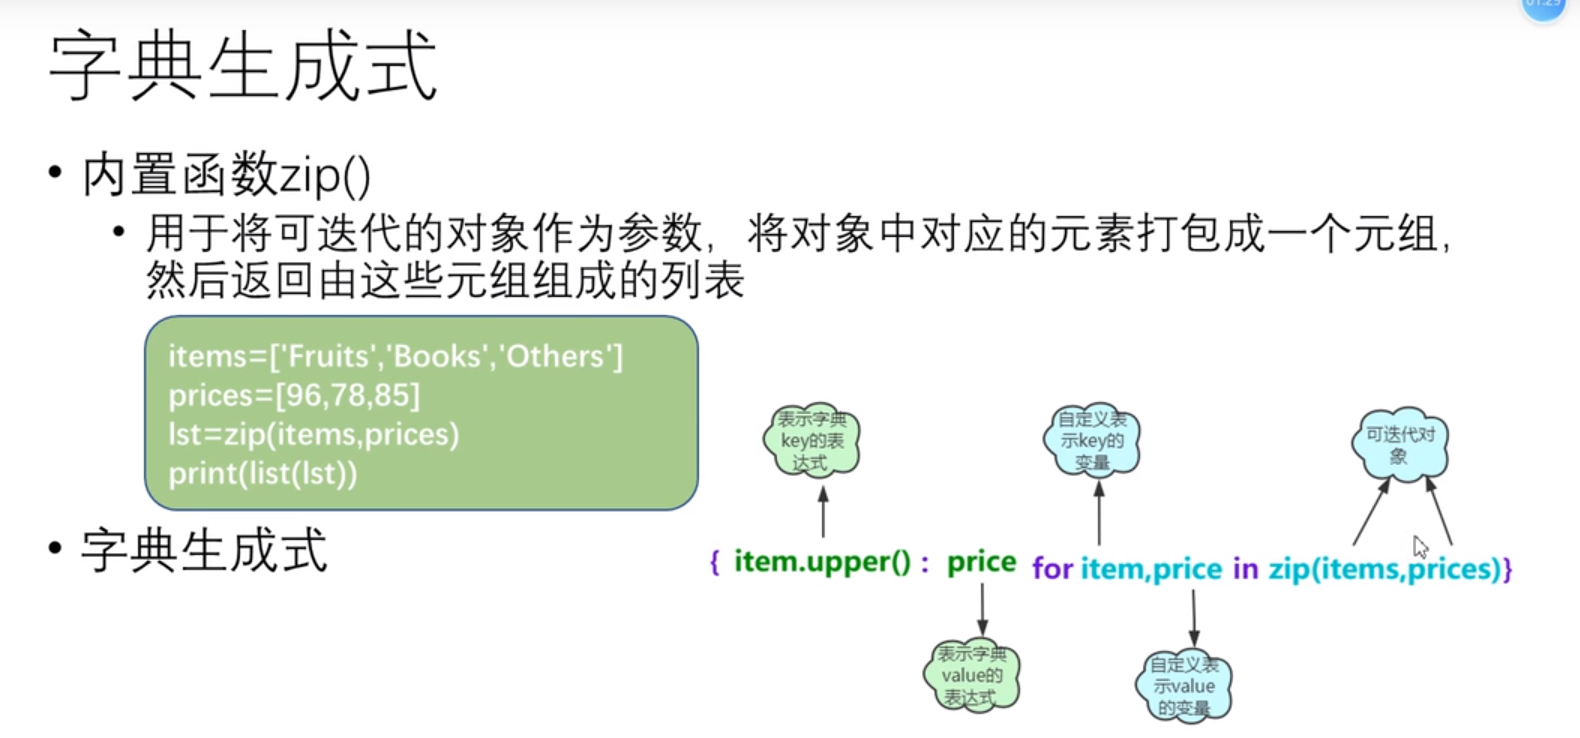 01:29
字典生成式
• 内置函数zip()
• 用于将可迭代的对象作为参数，将对象中对应的元素打包成一个元组，
然后返回由这些元组组成的列表
items=['Fruits','Books','Others']
prices=[96,78,85]
lst=zip(items,prices)
print(list(lst))
• 字典生成式
表示字典
key的表
达式
自定义表
示key的
变量
可迭代对
象
{ item.upper() : price for item,price in zip(items,prices)}
表示字典
value的
表达式
自定义表
示value
的变量